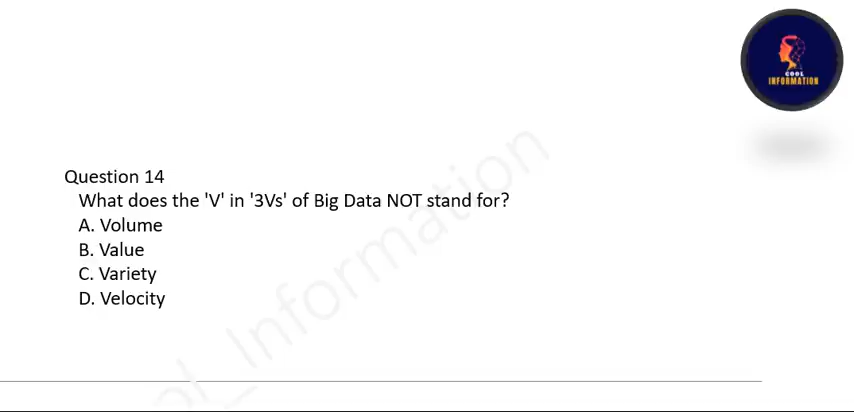 COOL
INFORMATION
Question 14
What does the 'V' in '3Vs' of Big Data NOT stand for?
A. Volume
B. Value
C. Variety
D. Velocity
ol_Information